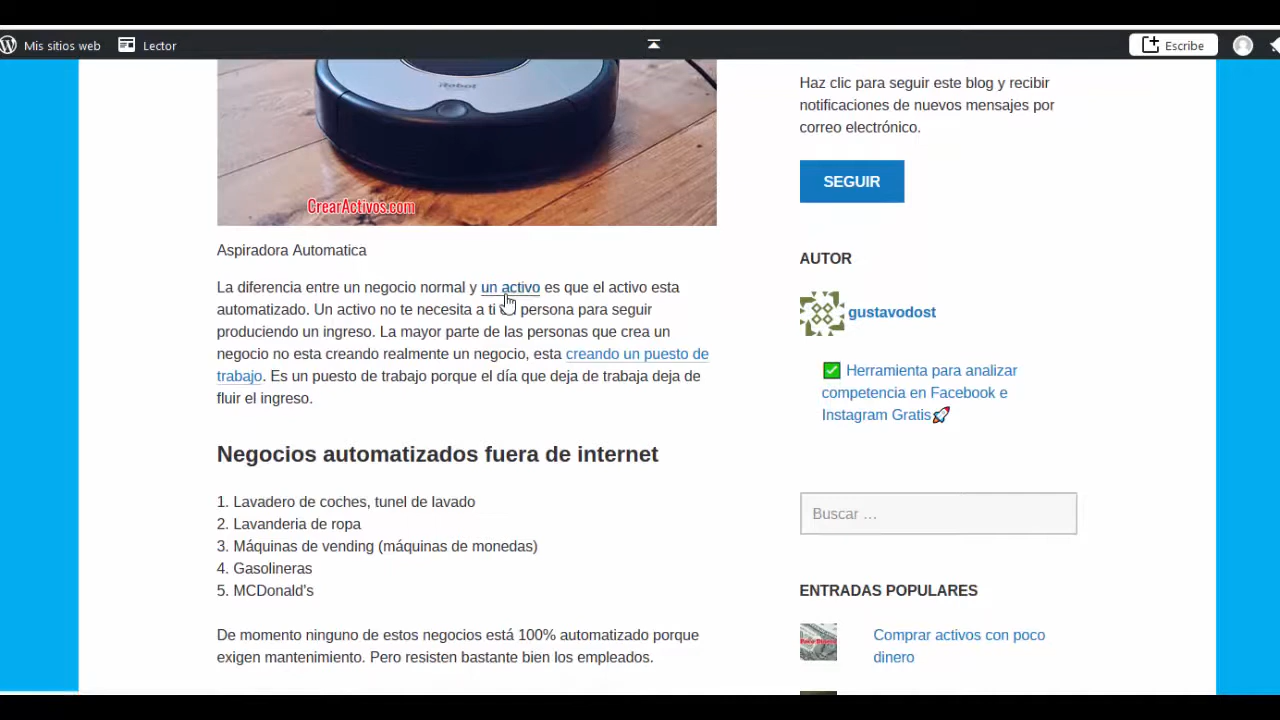 Mis sitios web
Lector
Escribe
iRobot
CrearActivos.com
Aspiradora Automatica
La diferencia entre un negocio normal y un activo es que el activo esta
automatizado. Un activo no te necesita a ti persona para seguir
produciendo un ingreso. La mayor parte de las personas que crea un
negocio no esta creando realmente un negocio, esta creando un puesto de
trabajo. Es un puesto de trabajo porque el día que deja de trabaja deja de
fluir el ingreso.
Negocios automatizados fuera de internet
1. Lavadero de coches, tunel de lavado
2. Lavanderia de ropa
3. Máquinas de vending (máquinas de monedas)
4. Gasolineras
5. MCDonald's
De momento ninguno de estos negocios está 100% automatizado porque
exigen mantenimiento. Pero resisten bastante bien los empleados.
Haz clic para seguir este blog y recibir
notificaciones de nuevos mensajes por
correo electrónico.
SEGUIR
AUTOR
gustavodost
✅ Herramienta para analizar
competencia en Facebook e
Instagram Gratis🚀
Buscar …
ENTRADAS POPULARES
Comprar activos con poco
dinero